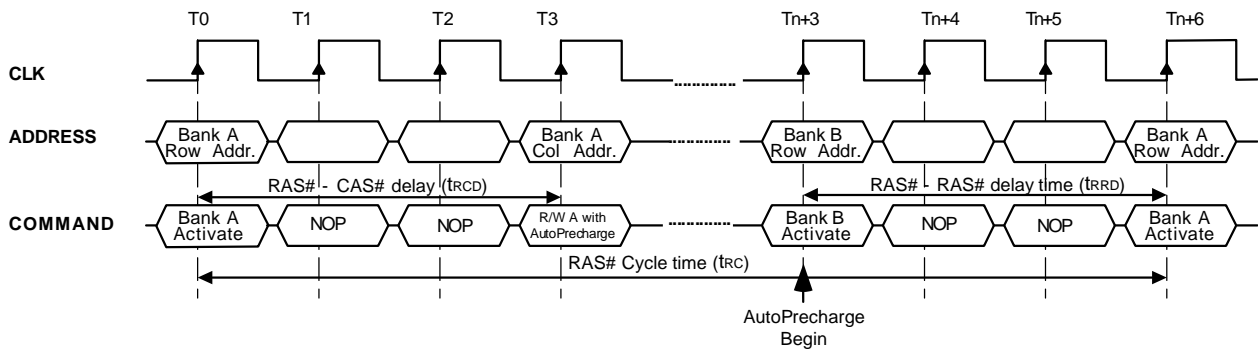 T0 T1 T2 T3 Tn+3 Tn+4 Tn+5 Tn+6
CLK
ADDRESS
Bank A
Row Addr.
Bank A
Col Addr.
Bank B
Row Addr.
Bank A
Row Addr.
RAS# - CAS# delay (tRCD)
RAS# - RAS# delay time (tRRD)
COMMAND
Bank A
Activate
NOP
NOP
R/W A with
AutoPrecharge
Bank B
Activate
NOP
NOP
Bank A
Activate
RAS# Cycle time (tRC)
AutoPrecharge
Begin